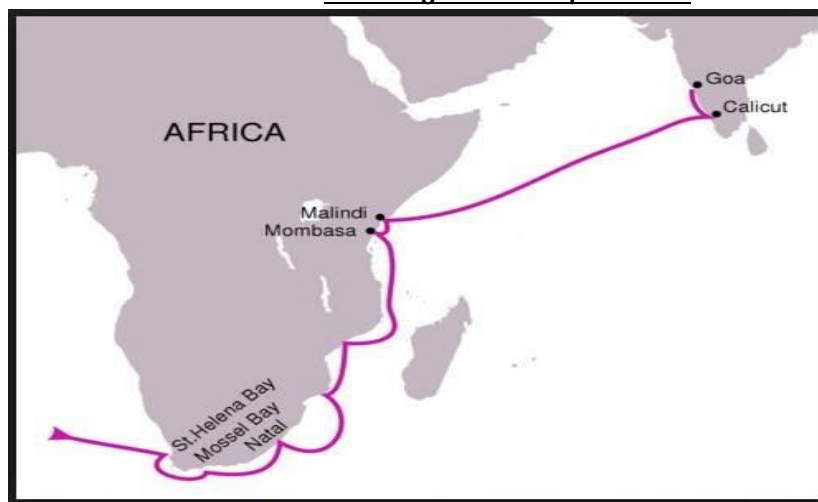 Goa
Calicut
AFRICA
Malindi
Mombasa
St.Helena Bay
Mossel Bay
Natal